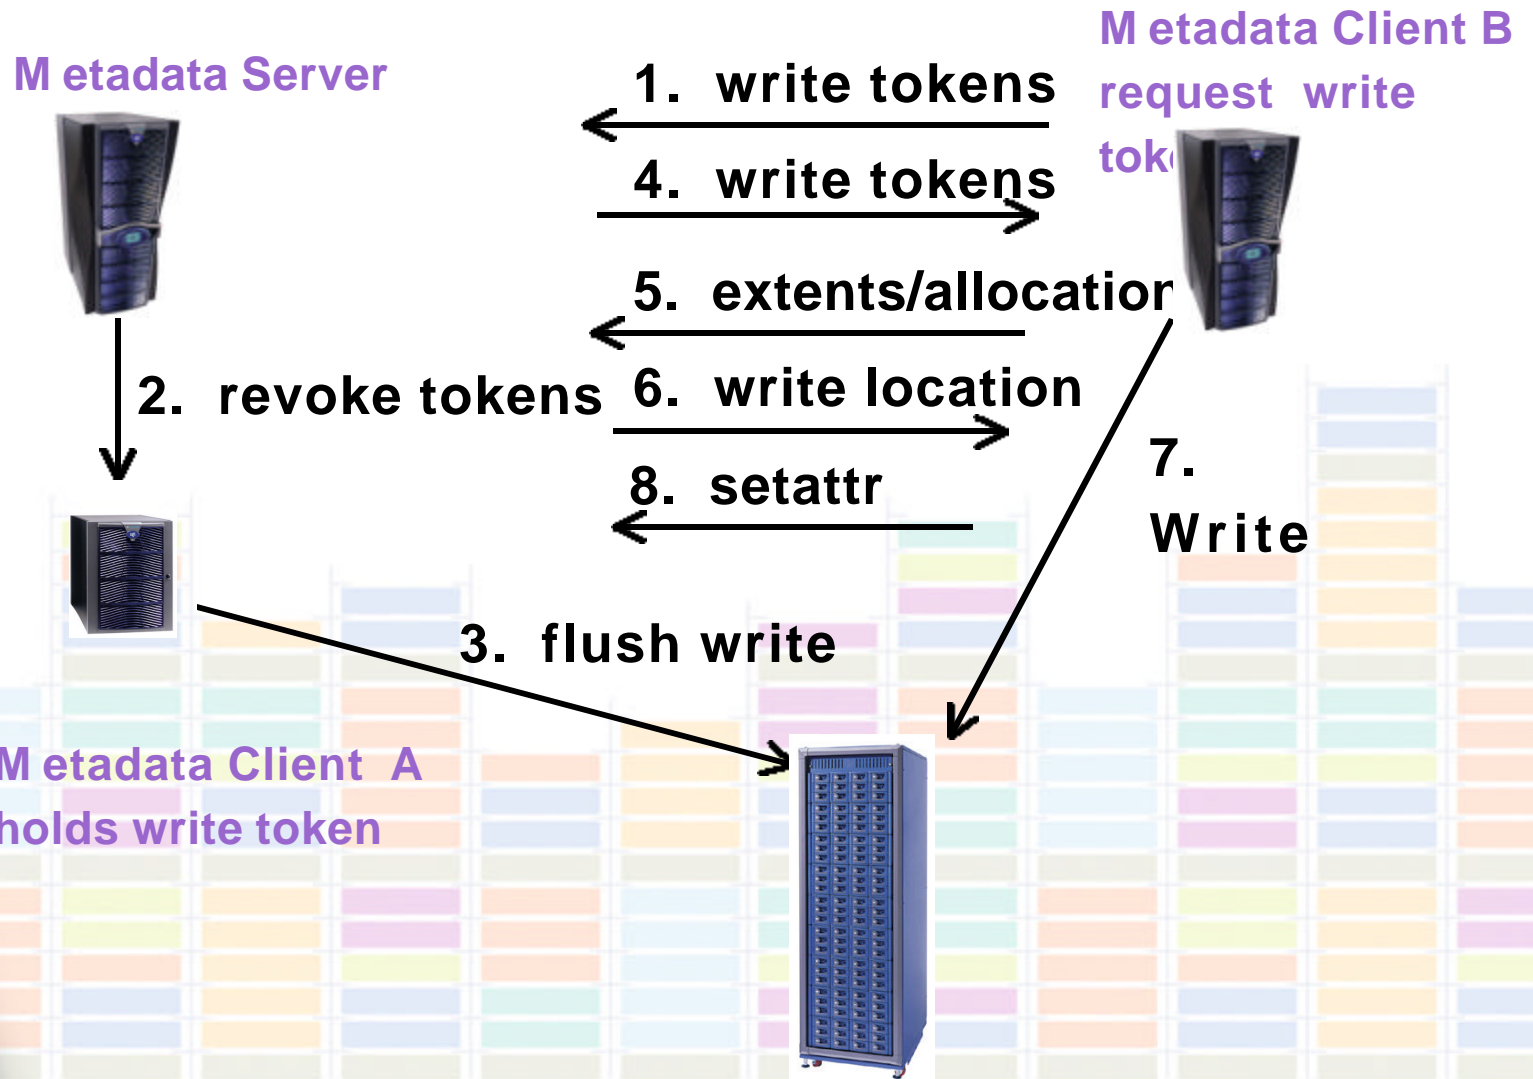 Metadata Server
Metadata Client B
request write
1. write tokens
4. write tokens
5. extents/allocation
2. revoke tokens
6. write location
7.
8. setattr
Write
3. flush write
Metadata Client A
holds write token